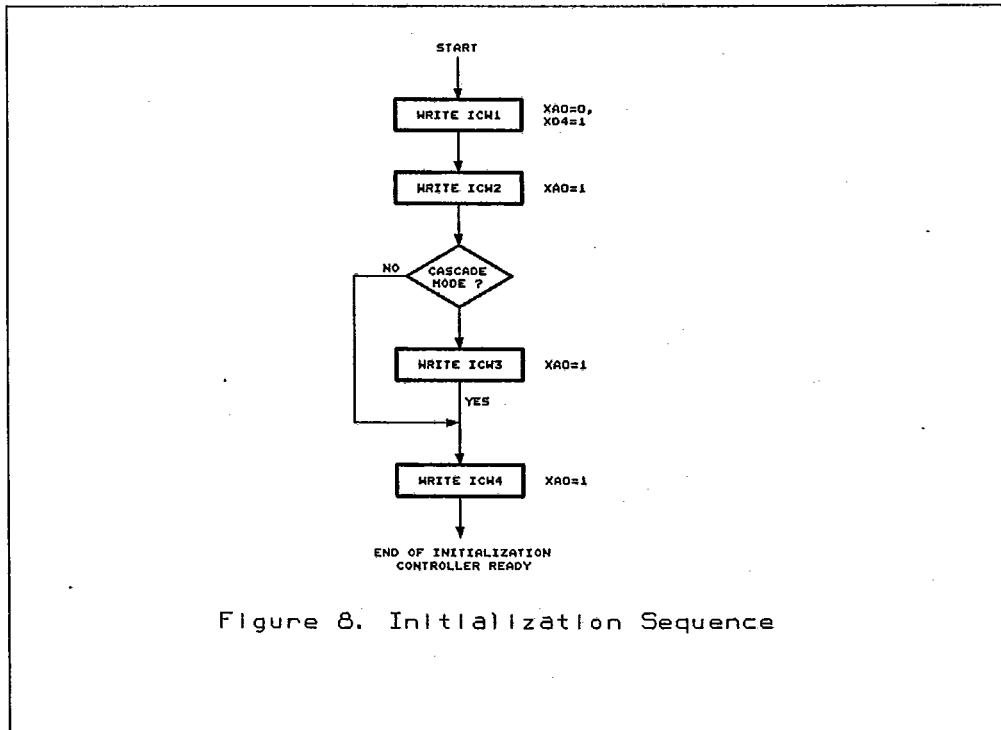 START
WRITE ICW1
XA0=0,
XD4=1
WRITE ICW2
XA0=1
NO
CASCADE
MODE ?
WRITE ICW3
XA0=1
YES
WRITE ICW4
XA0=1
END OF INITIALIZATION
CONTROLLER READY
Figure 8. Initialization Sequence